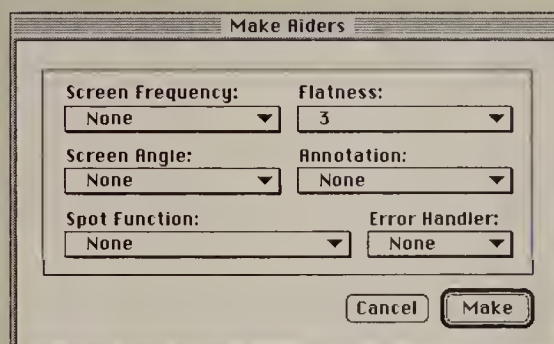 Make Aiders
Screen Frequency: Flatness:
None 3
Screen Angle: Annotation:
None None
Spot Function: Error Handler:
None None
Cancel Make